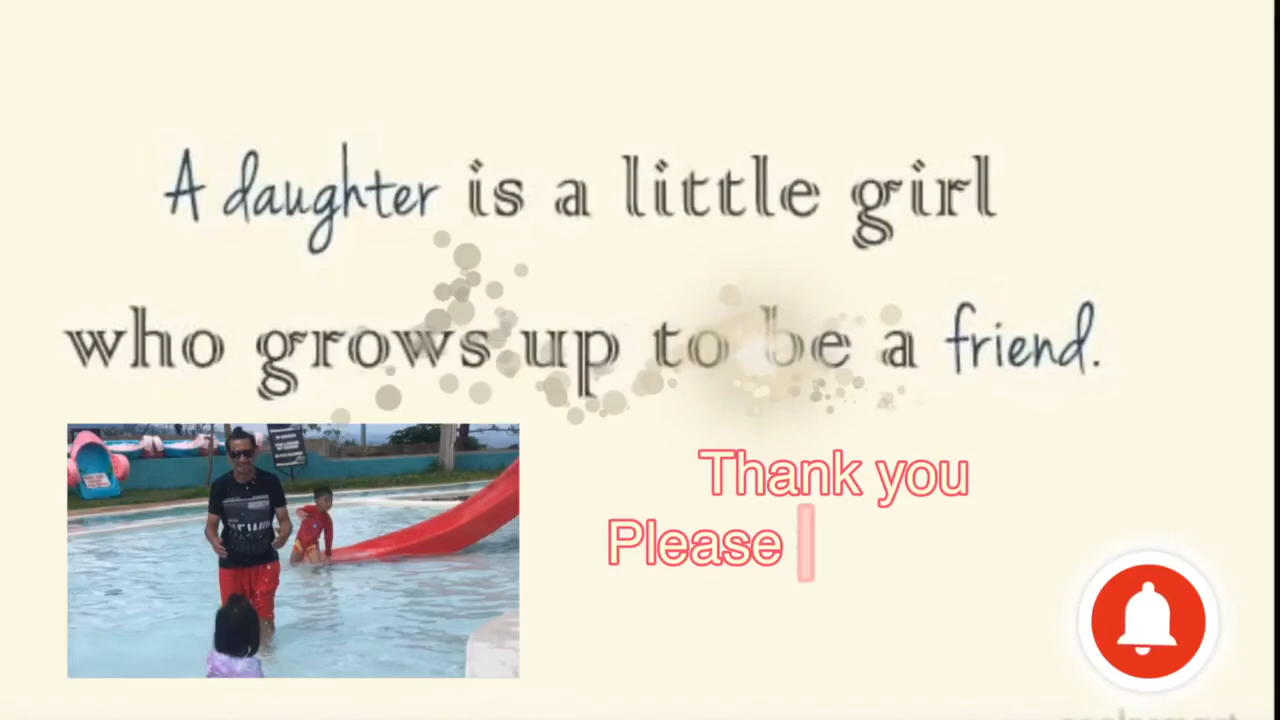 A daughter is a little girl
who grows up to be a friend.
Thank you
Please